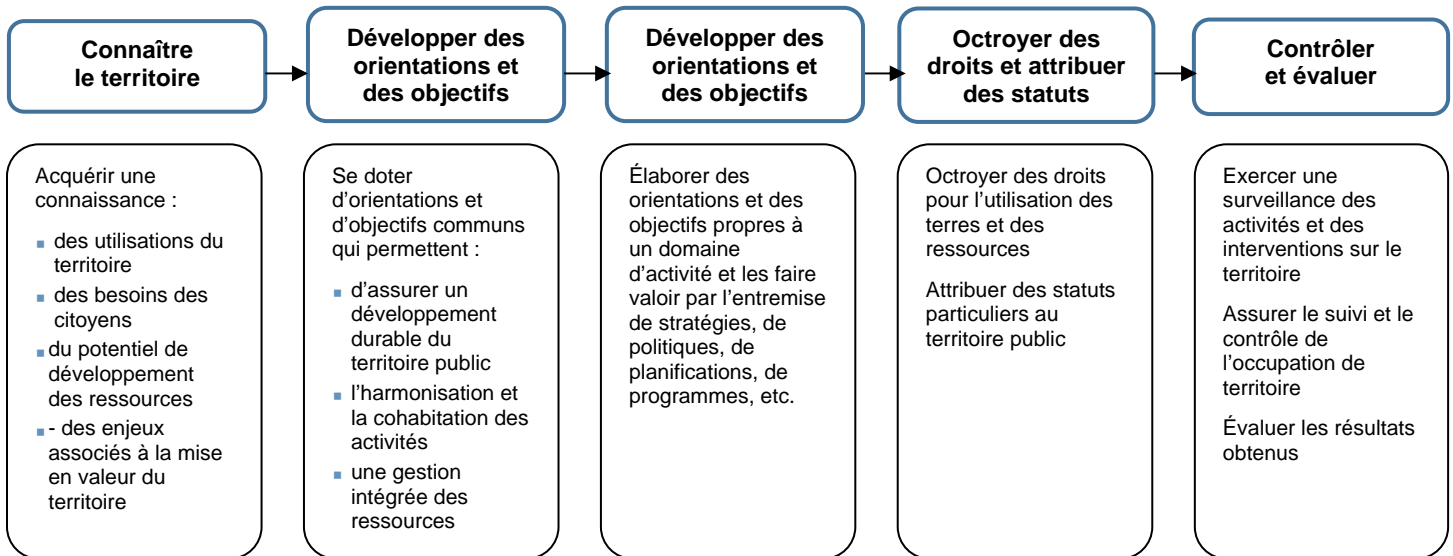 Connaître
le territoire
Développer des
orientations et
des objectifs
Développer des
orientations et
des objectifs
Octroyer des
droits et attribuer
des statuts
Contrôler
et évaluer
Acquérir une
connaissance :
▪ des utilisations du
territoire
▪ des besoins des
citoyens
▪ du potentiel de
développement
des ressources
▪ - des enjeux
associés à la mise
en valeur du
territoire
Se doter
d’orientations et
d’objectifs communs
qui permettent :
▪ d’assurer un
développement
durable du
territoire public
▪ l’harmonisation et
la cohabitation des
activités
▪ une gestion
intégrée des
ressources
Élaborer des
orientations et des
objectifs propres à
un domaine
d’activité et les faire
valoir par l’entremise
de stratégies, de
politiques, de
planifications, de
programmes, etc.
Octroyer des droits
pour l’utilisation des
terres et des
ressources
Attribuer des statuts
particuliers au
territoire public
Exercer une
surveillance des
activités et des
interventions sur le
territoire
Assurer le suivi et le
contrôle de
l’occupation de
territoire
Évaluer les résultats
obtenus